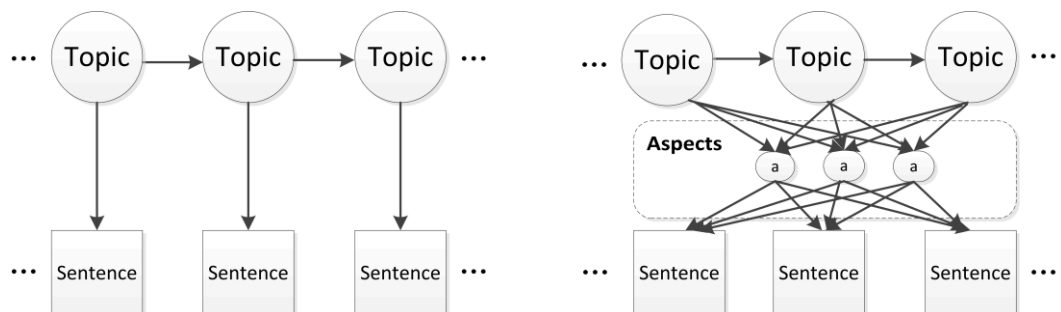 ... Topic Topic Topic ...
... Topic Topic Topic ...
Aspects
a a a
... Sentence Sentence Sentence ...
... Sentence Sentence Sentence ...